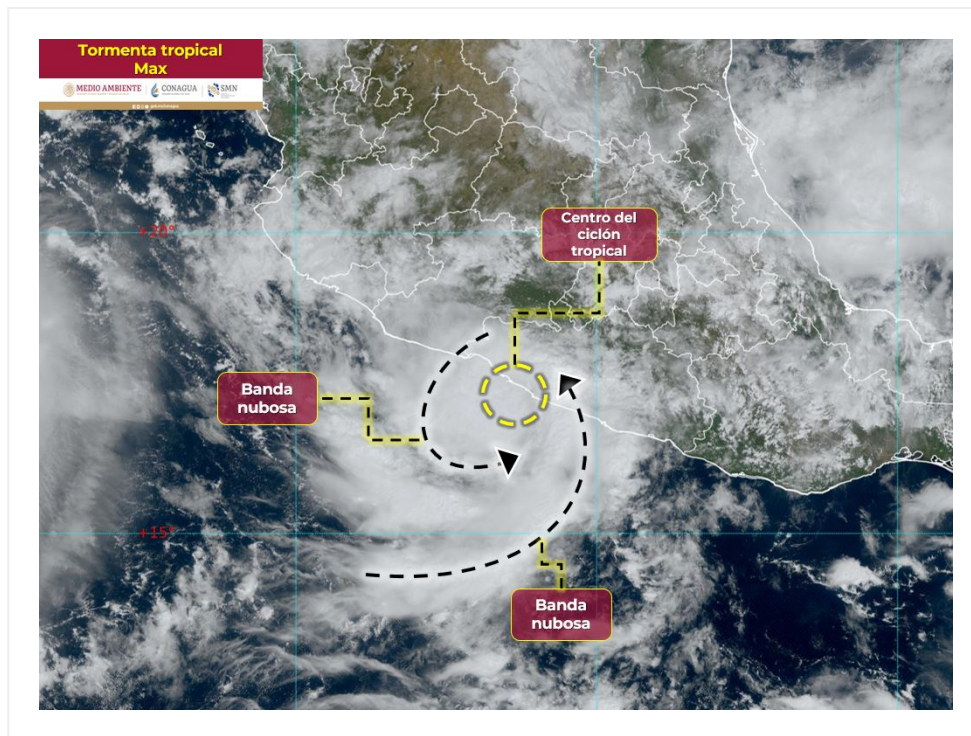 Tormenta tropical
Max
MEDIO AMBIENTE
CONAGUA
SMN
Centro del
ciclón
tropical
+20°
Banda
nubosa
+15°
Banda
nubosa